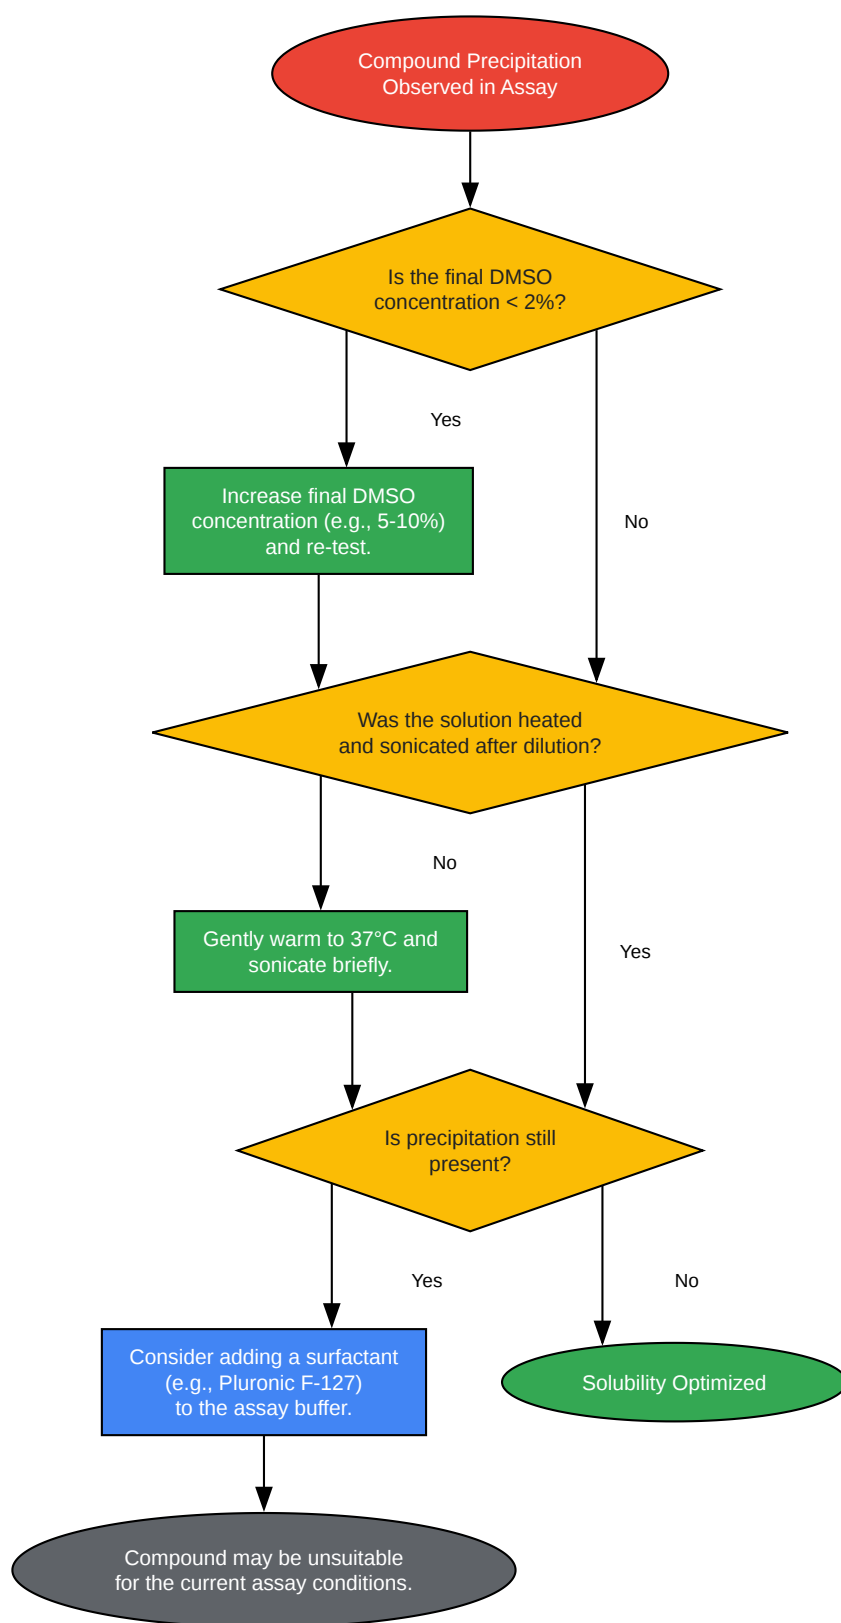 Compound Precipitation
Observed in Assay
Is the final DMSO
concentration < 2%?
Yes
Increase final DMSO
concentration (e.g., 5-10%)
and re-test.
No
Was the solution heated
and sonicated after dilution?
No
Gently warm to 37°C and
sonicate briefly.
Yes
Is precipitation still
present?
Yes
No
Consider adding a surfactant
(e.g., Pluronic F-127)
to the assay buffer.
Solubility Optimized
Compound may be unsuitable
for the current assay conditions.